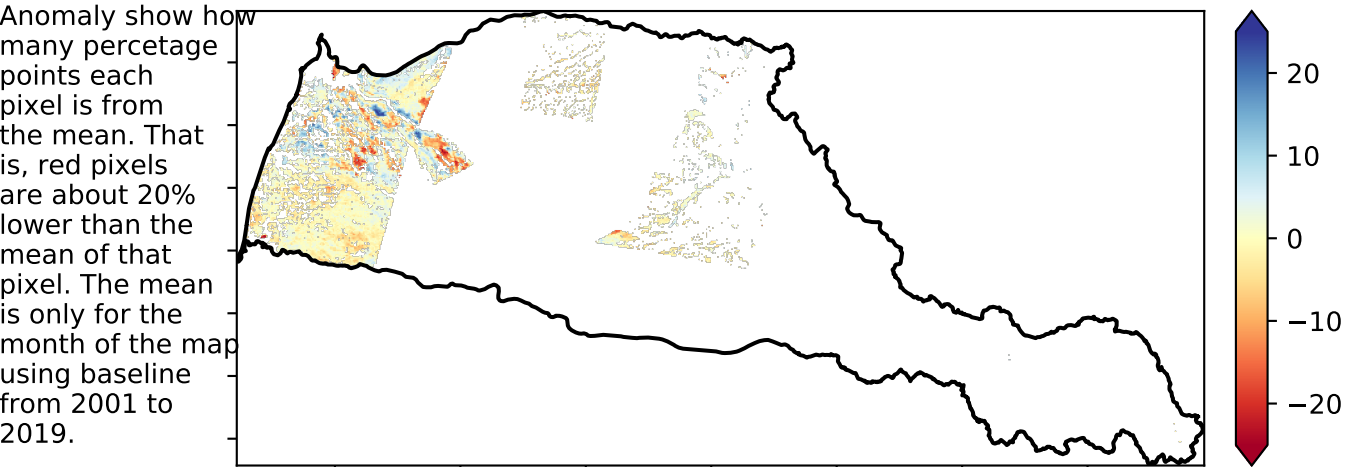 Anomaly show how
many percetage
points each
pixel is from
the mean. That
is, red pixels
are about 20%
lower than the
mean of that
pixel. The mean
is only for the
month of the map
using baseline
from 2001 to
2019.
20
10
0
−10
−20